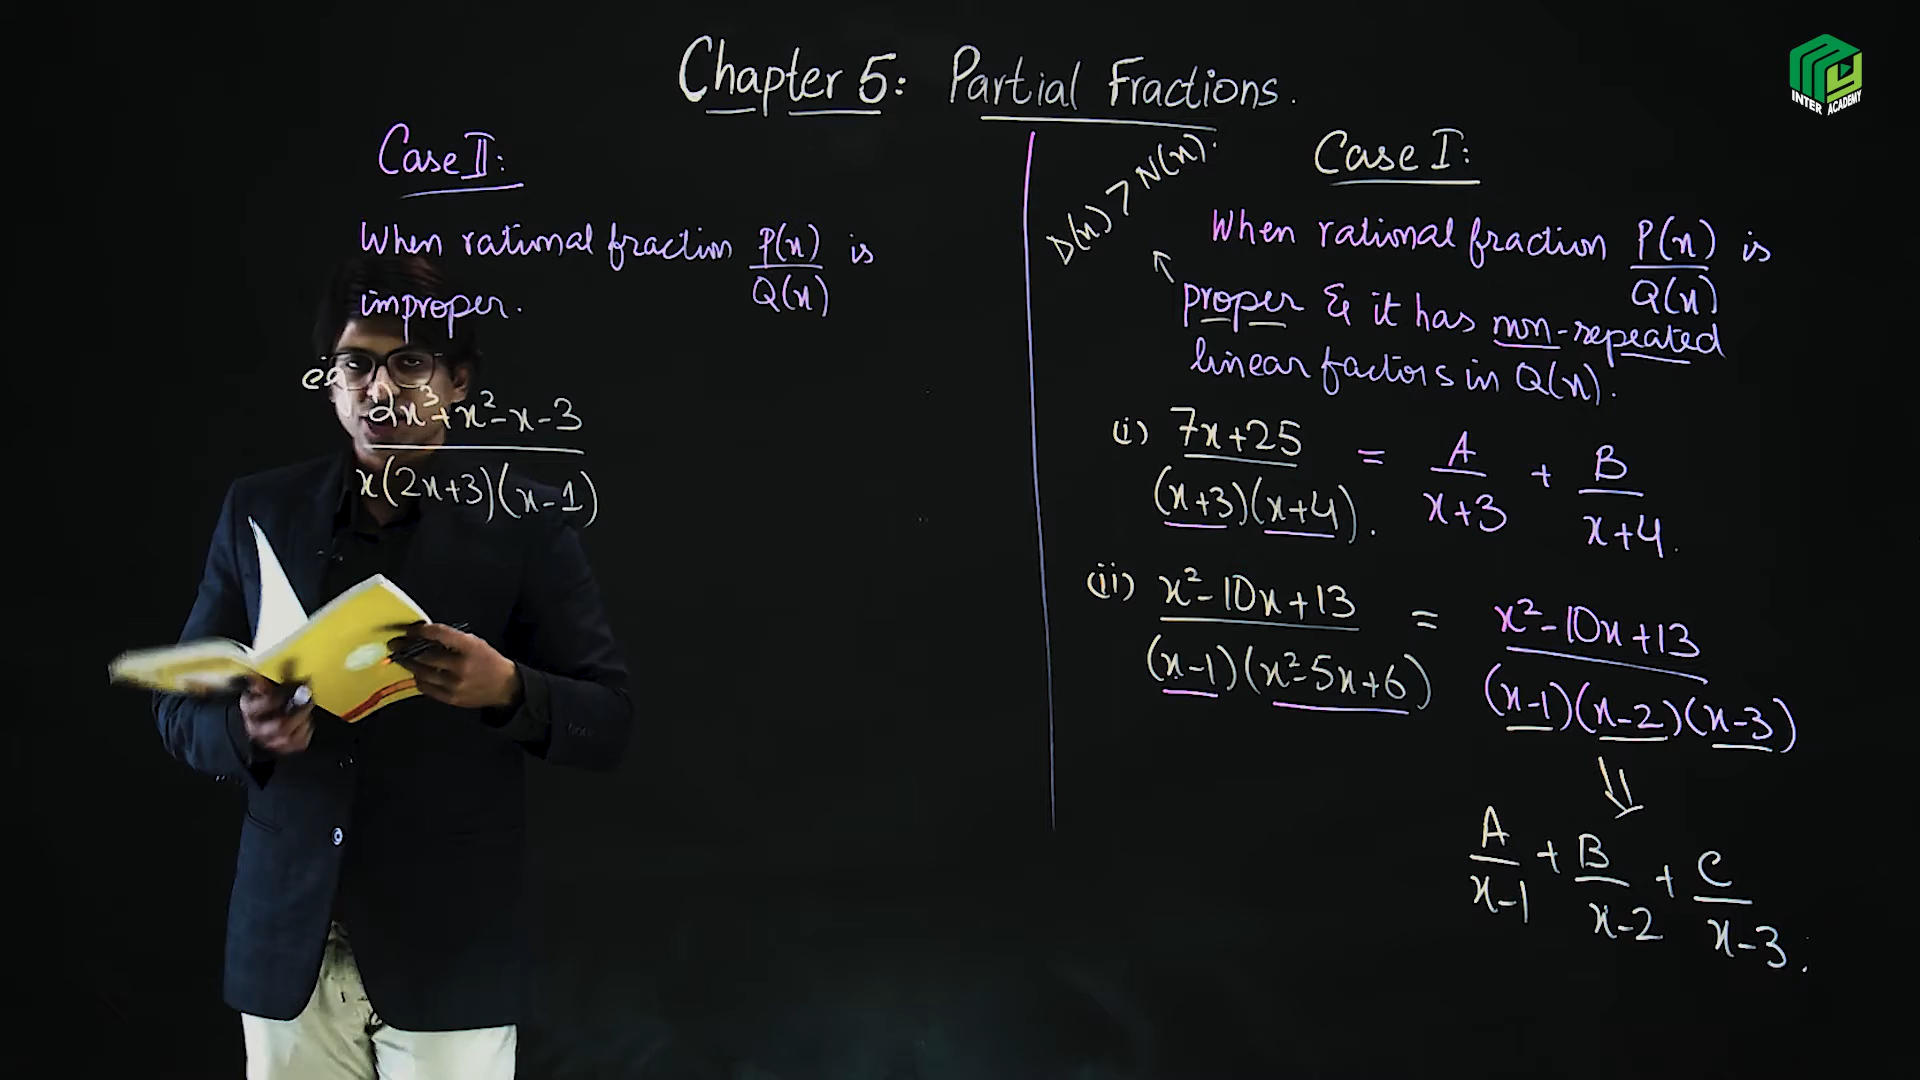 Chapter 5: Partial Fractions.
INTER ACADEMY
Case II:
When rational fraction P(x)/Q(x) is
improper.
eg
2x³+x²-x-3
x(2x+3)(x-1)
D(x) > N(x).
Case I:
When rational fraction P(x)/Q(x) is
proper & it has non-repeated
linear factors in Q(x).
(i) 7x+25/(x+3)(x+4). = A/x+3 + B/x+4.
(ii) x²-10x+13/(x-1)(x²-5x+6) = x²-10x+13/(x-1)(x-2)(x-3)
⇓
A/x-1 + B/x-2 + C/x-3.